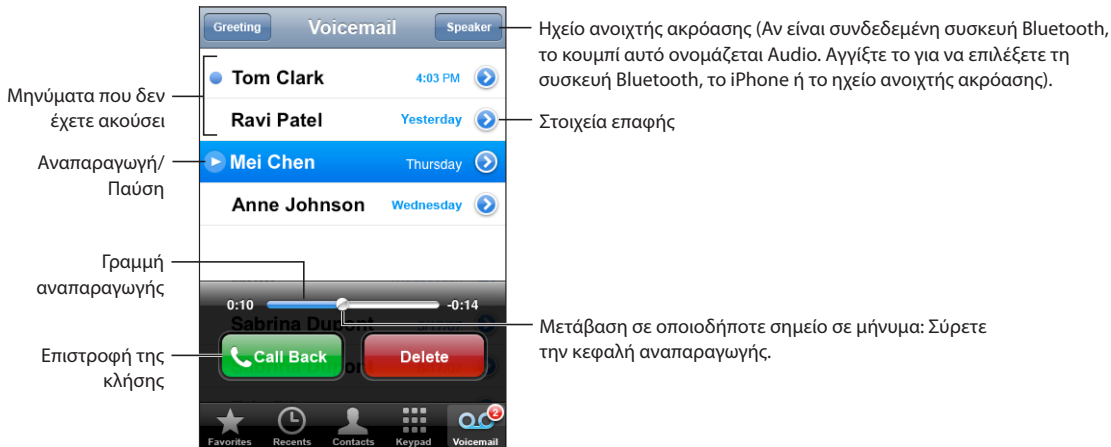 Greeting Voicemail Speaker
Ηχείο ανοιχτής ακρόασης (Αν είναι συνδεδεμένη συσκευή Bluetooth,
το κουμπί αυτό ονομάζεται Audio. Αγγίξτε το για να επιλέξετε τη
συσκευή Bluetooth, το iPhone ή το ηχείο ανοιχτής ακρόασης).
Μηνύματα που δεν
έχετε ακούσει
Tom Clark 4:03 PM
Ravi Patel Yesterday
Στοιχεία επαφής
Αναπαραγωγή/
Παύση
Mei Chen Thursday
Anne Johnson Wednesday
Γραμμή
αναπαραγωγής
0:10 -0:14
Sabrina Dupont
Μετάβαση σε οποιοδήποτε σημείο σε μήνυμα: Σύρετε
την κεφαλή αναπαραγωγής.
Επιστροφή της
κλήσης
Call Back Delete
2
Favorites Recents Contacts Keypad Voicemail